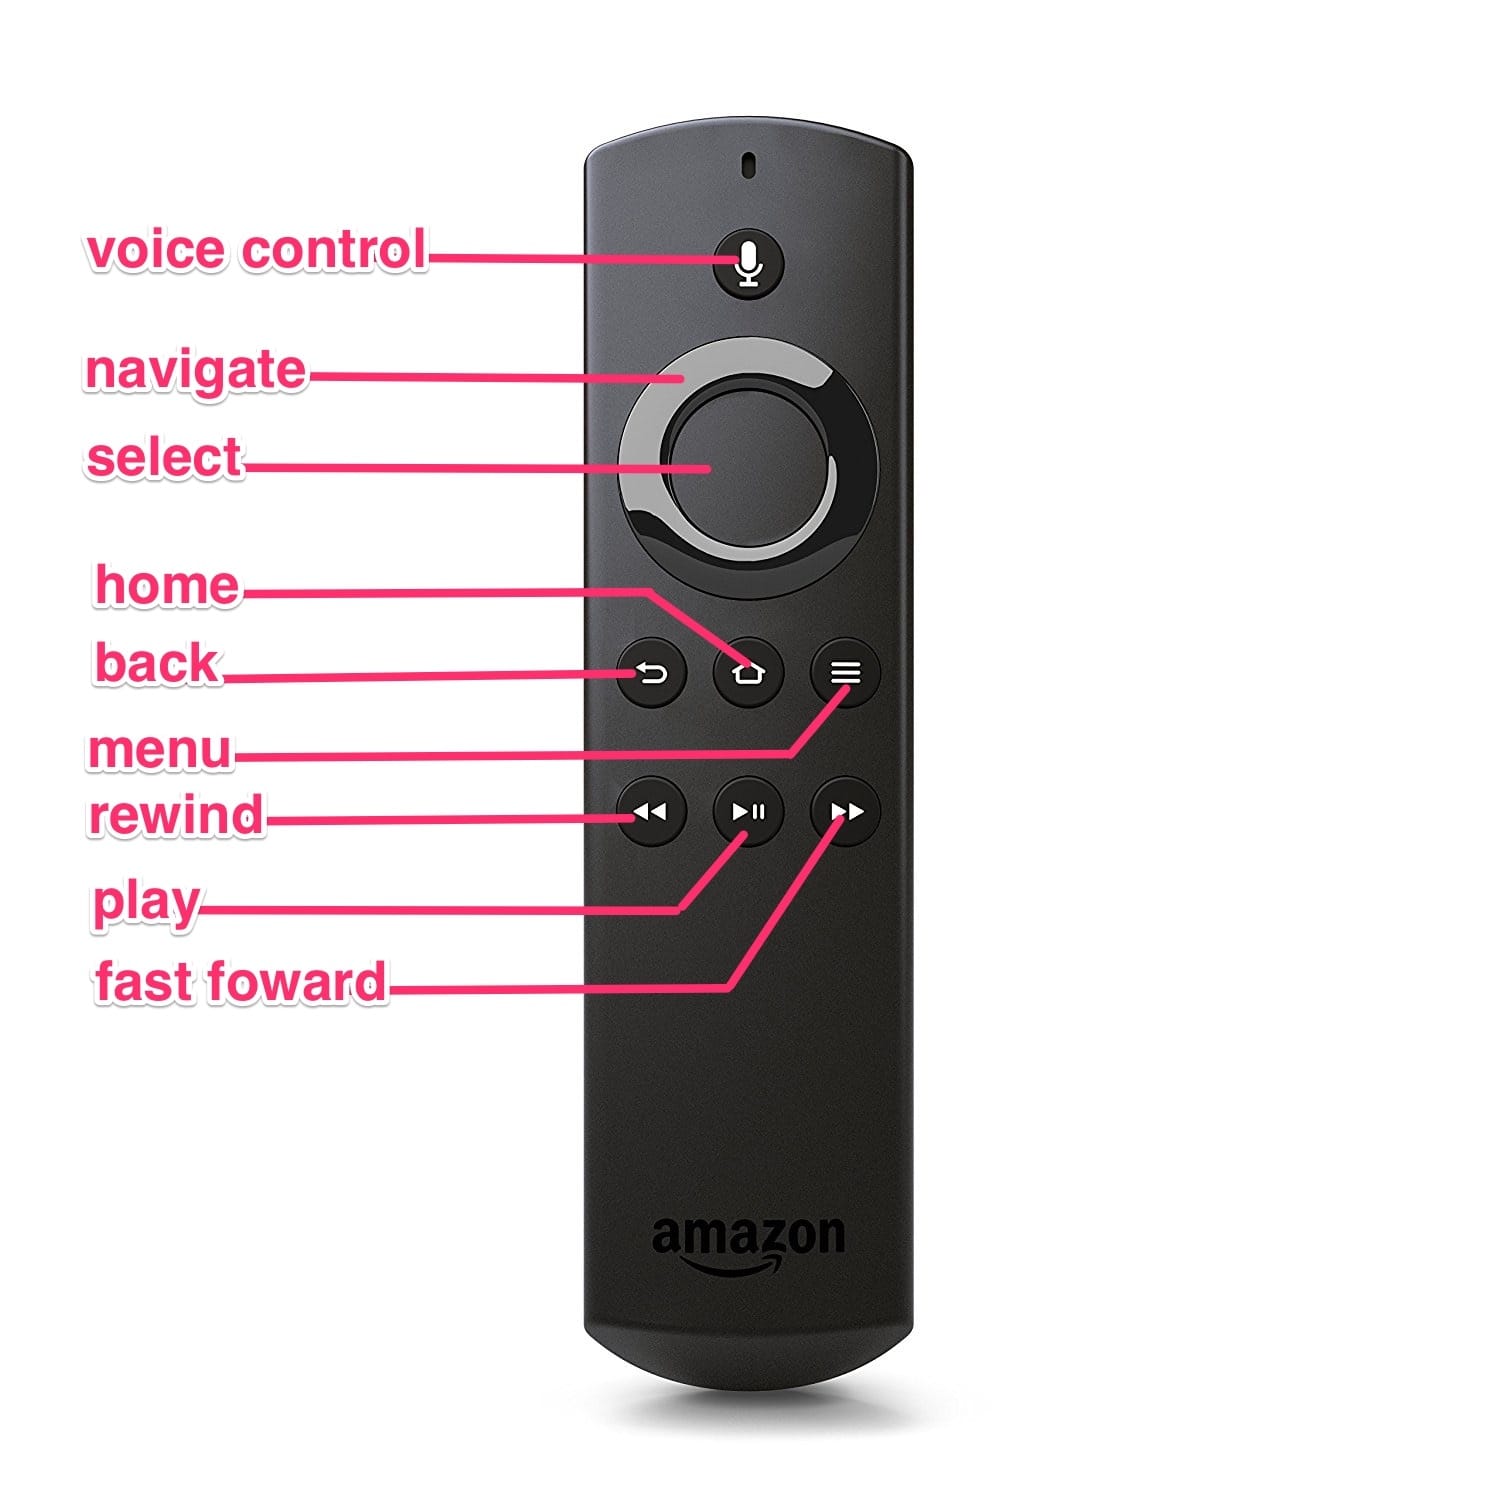 voice control
navigate
select
home
back
menu
rewind
play
fast foward
amazon